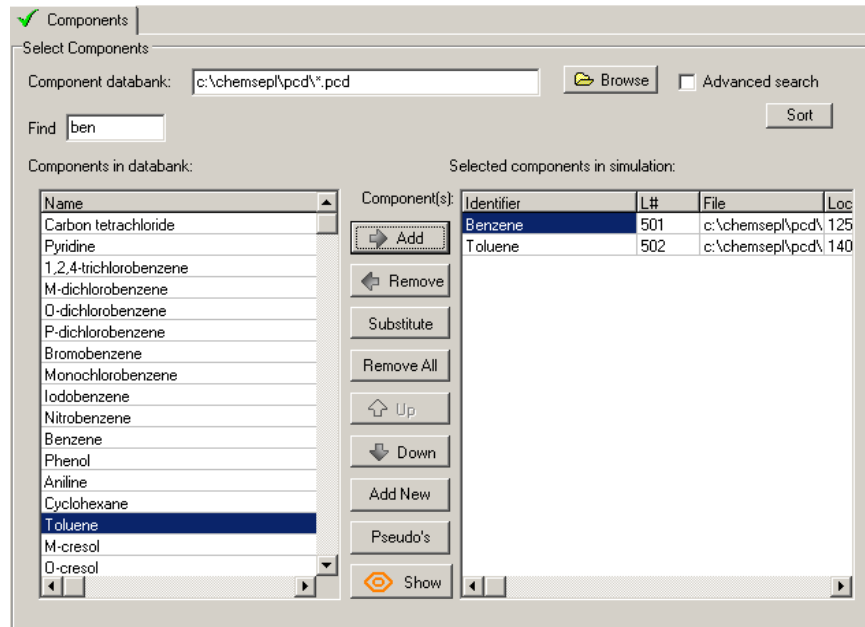 Components
Select Components
Component databank: c:\chemsepl\pcd\*.pcd Browse Advanced search
Sort
Find ben
Components in databank: Selected components in simulation:
Name
Carbon tetrachloride
Pyridine
1,2,4-trichlorobenzene
M-dichlorobenzene
O-dichlorobenzene
P-dichlorobenzene
Bromobenzene
Monochlorobenzene
Iodobenzene
Nitrobenzene
Benzene
Phenol
Aniline
Cyclohexane
Toluene
M-cresol
O-cresol
Component(s):
Add
Remove
Substitute
Remove All
Up
Down
Add New
Pseudo's
Show
Identifier L# File Loc
Benzene 501 c:\chemsepl\pcd\ 125
Toluene 502 c:\chemsepl\pcd\ 140